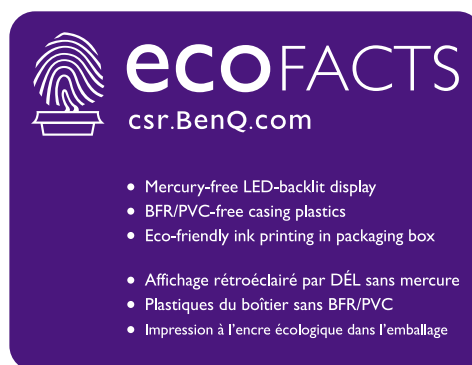 ecoFACTS
csr.BenQ.com
• Mercury-free LED-backlit display
• BFR/PVC-free casing plastics
• Eco-friendly ink printing in packaging box
• Affichage rétroéclairé par DÉL sans mercure
• Plastiques du boîtier sans BFR/PVC
• Impression à l'encre écologique dans l'emballage